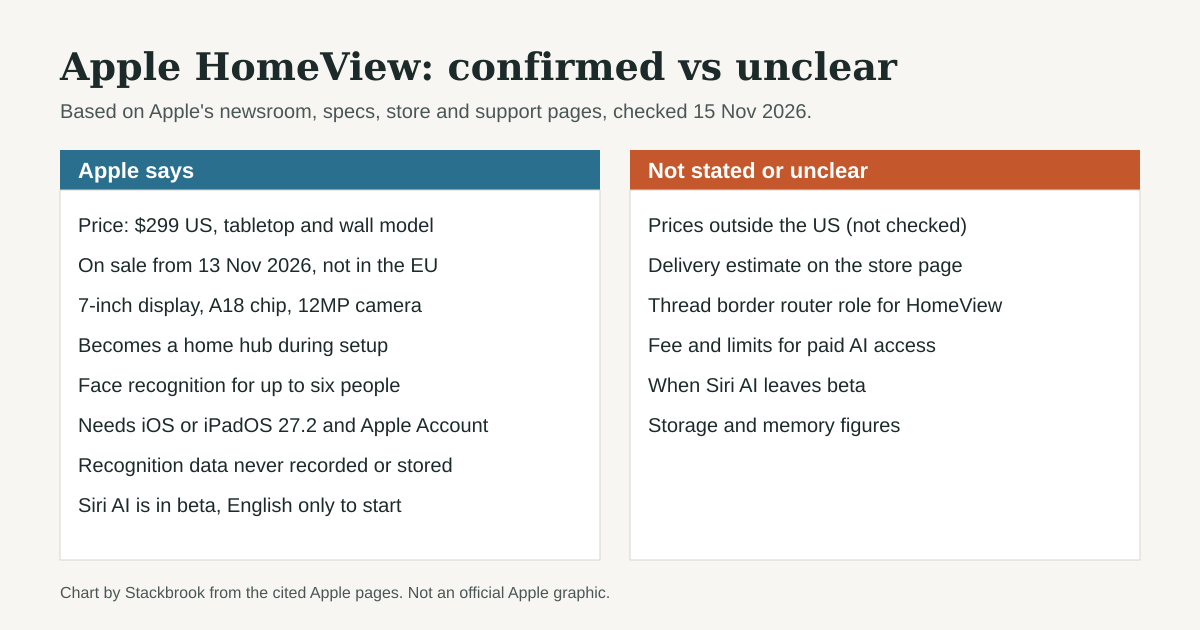 Apple HomeView: confirmed vs unclear
Based on Apple's newsroom, specs, store and support pages, checked 15 Nov 2026.
Apple says
Price: $299 US, tabletop and wall model
On sale from 13 Nov 2026, not in the EU
7-inch display, A18 chip, 12MP camera
Becomes a home hub during setup
Face recognition for up to six people
Needs iOS or iPadOS 27.2 and Apple Account
Recognition data never recorded or stored
Siri AI is in beta, English only to start
Not stated or unclear
Prices outside the US (not checked)
Delivery estimate on the store page
Thread border router role for HomeView
Fee and limits for paid AI access
When Siri AI leaves beta
Storage and memory figures
Chart by Stackbrook from the cited Apple pages. Not an official Apple graphic.